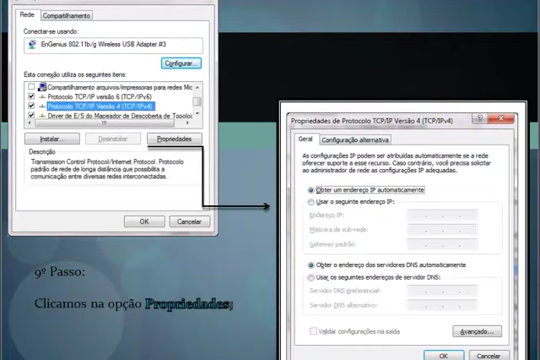 Rede Compartilhamento
Conectar-se usando:
EnGenius 802.11b/g Wireless USB Adapter #3
Configurar...
Esta conexão utiliza os seguintes itens:
Compartilhamento arquivos/impressoras para redes Mic
Protocolo TCP/IP versão 6 (TCP/IPv6)
Protocolo TCP/IP Versão 4 (TCP/IPv4)
Driver de E/S do Mapeador de Descoberta de Topoloc
Instalar... Desinstalar Propriedades
Descrição
Transmission Control Protocol/Internet Protocol. Protocolo
padrão de rede de longa distância que possibilita a
comunicação entre diversas redes interconectadas.
OK Cancelar
9º Passo:
Clicamos na opção Propriedades;
Propriedades de Protocolo TCP/IP Versão 4 (TCP/IPv4)
Geral Configuração alternativa
As configurações IP podem ser atribuídas automaticamente se a rede
oferecer suporte a esse recurso. Caso contrário, você precisa solicitar
ao administrador de rede as configurações IP adequadas.
Obter um endereço IP automaticamente
Usar o seguinte endereço IP:
Endereço IP:
Máscara de sub-rede:
Gateway padrão:
Obter o endereço dos servidores DNS automaticamente
Usar os seguintes endereços de servidor DNS:
Servidor DNS preferencial:
Servidor DNS alternativo:
Validar configurações na saída
Avançado...
OK Cancelar